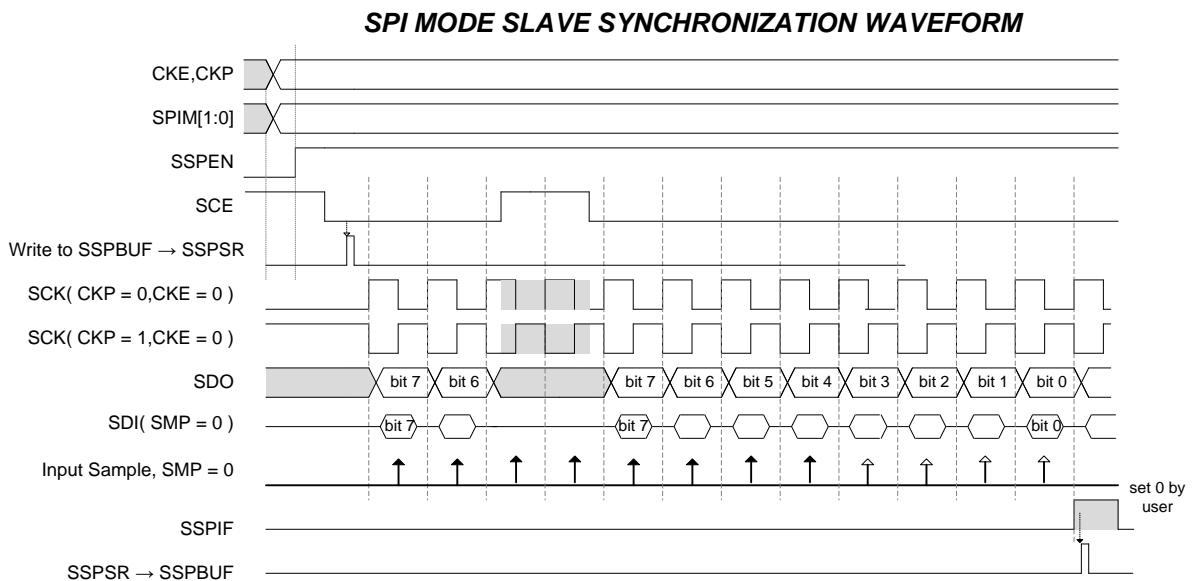 SPI MODE SLAVE SYNCHRONIZATION WAVEFORM
CKE,CKP
SPIM[1:0]
SSPEN
SCE
Write to SSPBUF → SSPSR
SCK( CKP = 0,CKE = 0 )
SCK( CKP = 1,CKE = 0 )
SDO bit 7 bit 6 bit 7 bit 6 bit 5 bit 4 bit 3 bit 2 bit 1 bit 0
SDI( SMP = 0 ) bit 7 bit 7 bit 0
Input Sample, SMP = 0
set 0 by
user
SSPIF
SSPSR → SSPBUF